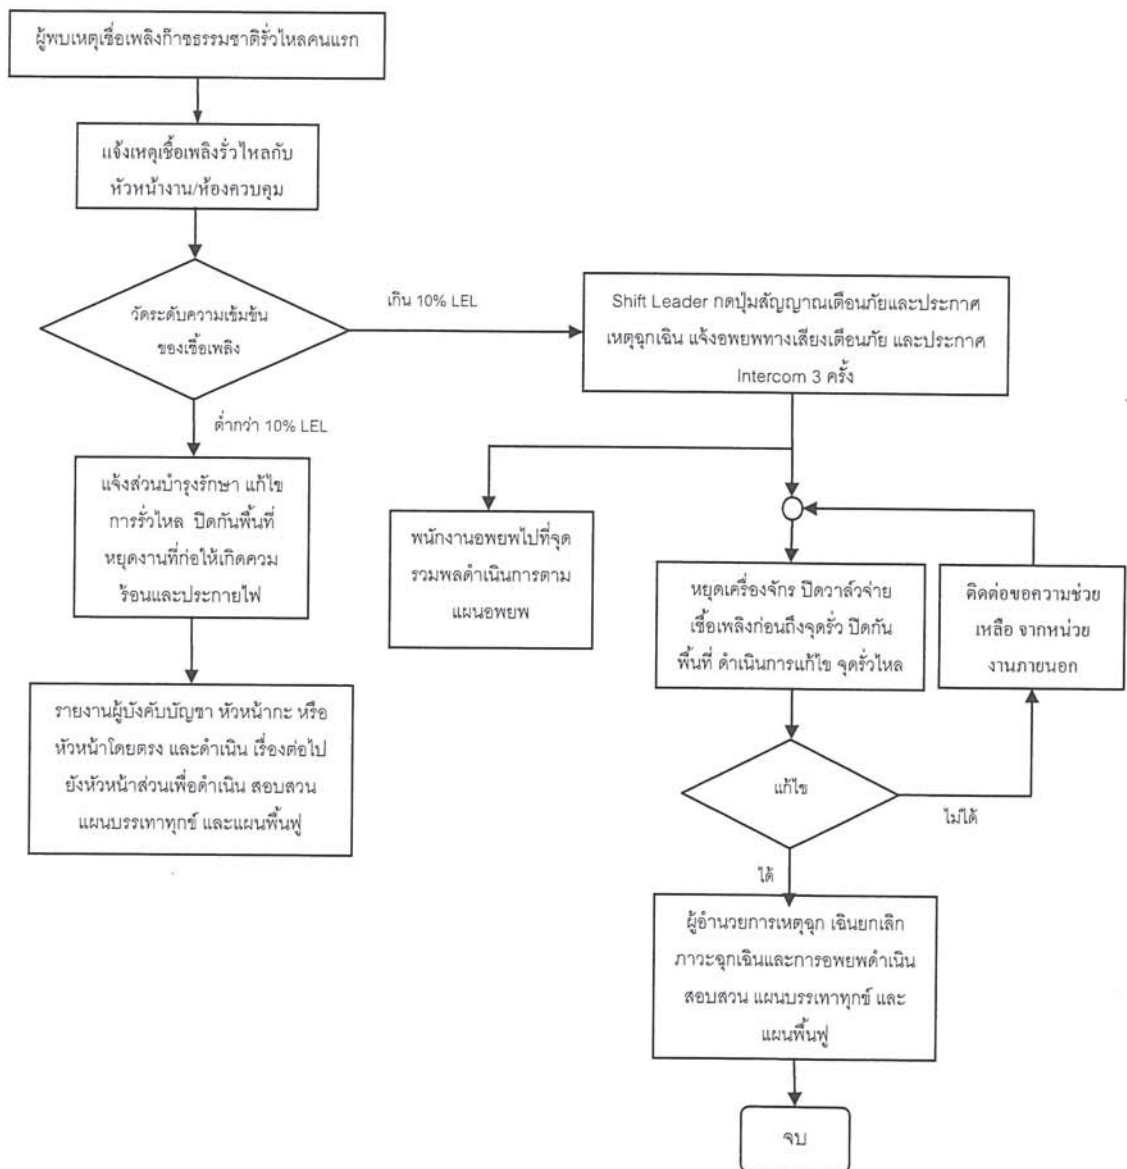 ผู้พบเหตุเชื้อเพลิงก๊าซธรรมชาติรั่วไหลคนแรก
แจ้งเหตุเชื้อเพลิงรั่วไหลกับ
หัวหน้างาน/ห้องควบคุม
วัดระดับความเข้มข้น
ของเชื้อเพลิง
เกิน 10% LEL
Shift Leader กดปุ่มสัญญาณเตือนภัยและประกาศ
เหตุฉุกเฉิน แจ้งอพยพทางเสียงเตือนภัย และประกาศ
Intercom 3 ครั้ง
ต่ำกว่า 10% LEL
แจ้งส่วนบำรุงรักษา แก้ไข
การรั่วไหล ปิดกันพื้นที่
หยุดงานที่ก่อให้เกิดควม
ร้อนและประกายไฟ
พนักงานอพยพไปที่จุด
รวมพลดำเนินการตาม
แผนอพยพ
หยุดเครื่องจักร ปิดวาล์วจ่าย
เชื้อเพลิงก่อนถึงจุดรั่ว ปิดกัน
พื้นที่ ดำเนินการแก้ไข จุดรั่วไหล
ติดต่อขอความช่วย
เหลือ จากหน่วย
งานภายนอก
รายงานผู้บังคับบัญชา หัวหน้ากะ หรือ
หัวหน้าโดยตรง และดำเนิน เรื่องต่อไป
ยังหัวหน้าส่วนเพื่อดำเนิน สอบสวน
แผนบรรเทาทุกข์ และแผนฟื้นฟู
แก้ไข
ไม่ได้
ได้
ผู้อำนวยการเหตุฉุก เฉินยกเลิก
ภาวะฉุกเฉินและการอพยพดำเนิน
สอบสวน แผนบรรเทาทุกข์ และ
แผนฟื้นฟู
จบ